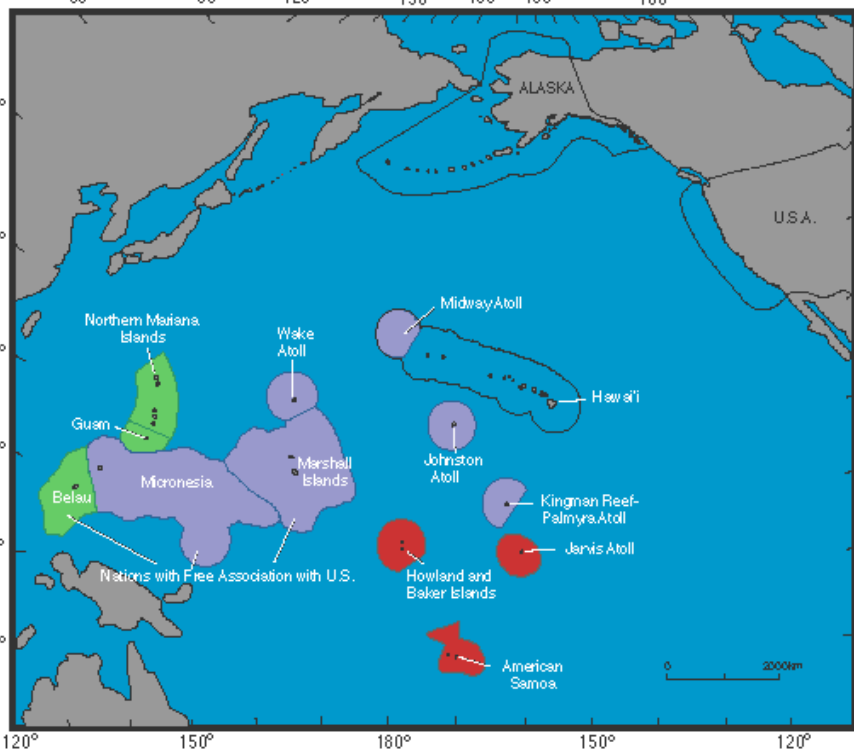 ALASKA
U.S.A.
Midway Atoll
Northern Mariana
Islands
Wake
Atoll
Hawai'i
Guam
Johnston
Atoll
Marshall
Islands
Micronesia
Belau
Kingman Reef-
Palmyra Atoll
Jarvis Atoll
Nations with Free Association with U.S.
Howland and
Baker Islands
American
Samoa
0 2000km
120° 150° 180° 150° 120°